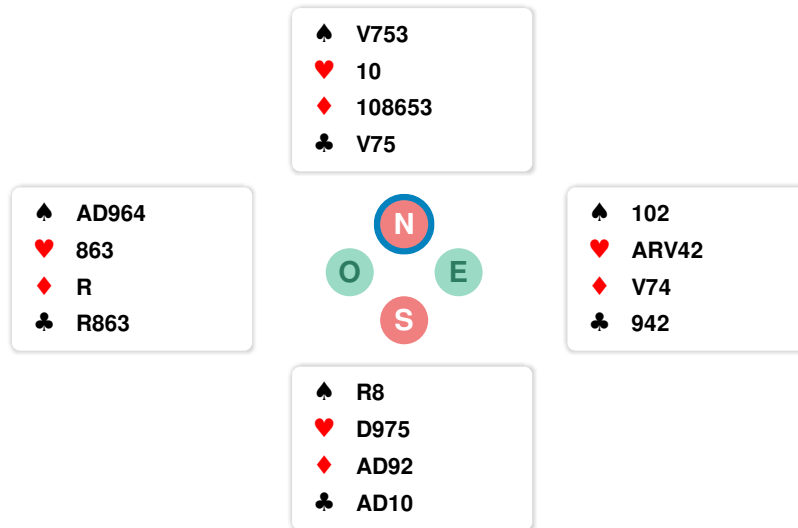 ♠ V753
♥ 10
♦ 108653
♣ V75
♠ AD964
♥ 863
♦ R
♣ R863
N
O E
S
♠ 102
♥ ARV42
♦ V74
♣ 942
♠ R8
♥ D975
♦ AD92
♣ AD10